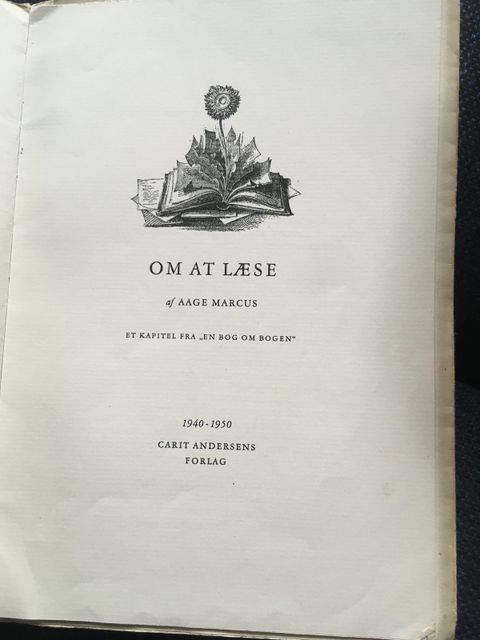 OM AT LÆSE
af AAGE MARCUS
ET KAPITEL FRA „EN BOG OM BOGEN“
1940-1950
CARIT ANDERSENS
FORLAG